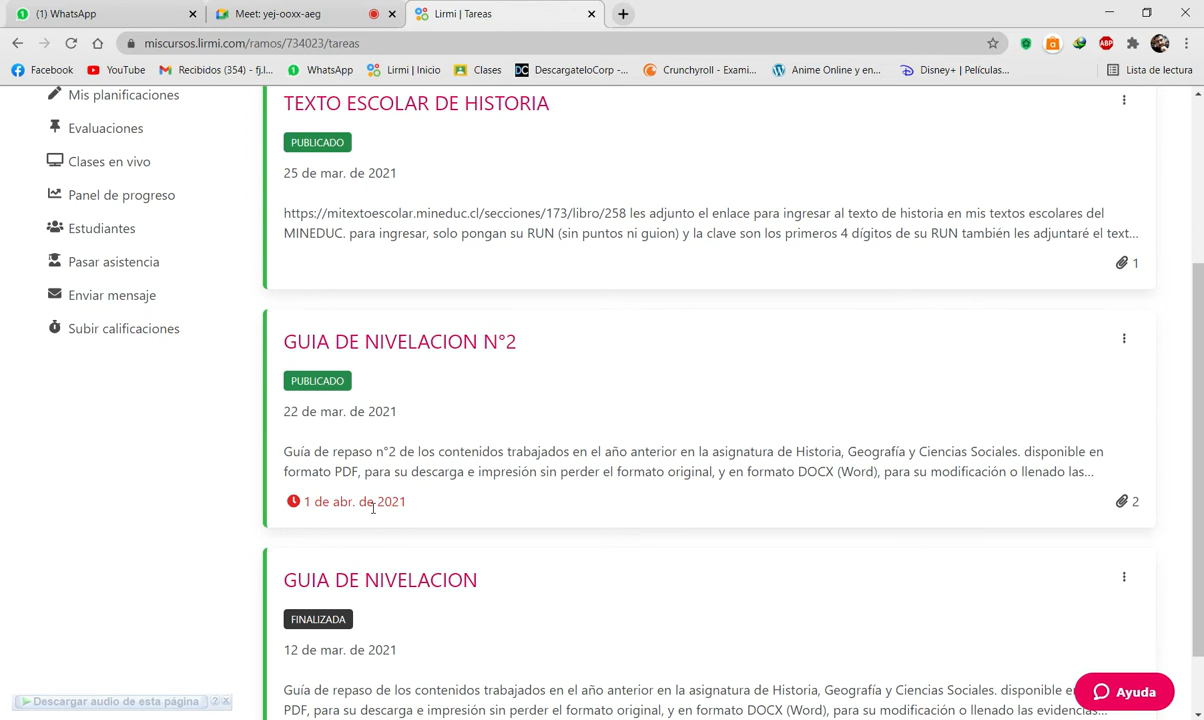 (1) WhatsApp
Meet: yej-ooxx-aeg
Lirmi | Tareas
miscursos.lirmi.com/ramos/734023/tareas
Facebook
YouTube
Recibidos (354) - fj.l...
WhatsApp
Lirmi | Inicio
Clases
DescargateloCorp -...
Crunchyroll - Exami...
Anime Online y en...
Disney+ | Películas...
Lista de lectura
Mis planificaciones
Evaluaciones
Clases en vivo
Panel de progreso
Estudiantes
Pasar asistencia
Enviar mensaje
Subir calificaciones
TEXTO ESCOLAR DE HISTORIA
PUBLICADO
25 de mar. de 2021
https://mitextoescolar.mineduc.cl/secciones/173/libro/258 les adjunto el enlace para ingresar al texto de historia en mis textos escolares del
MINEDUC. para ingresar, solo pongan su RUN (sin puntos ni guion) y la clave son los primeros 4 dígitos de su RUN también les adjuntaré el text...
1
GUIA DE NIVELACION N°2
PUBLICADO
22 de mar. de 2021
Guía de repaso n°2 de los contenidos trabajados en el año anterior en la asignatura de Historia, Geografía y Ciencias Sociales. disponible en
formato PDF, para su descarga e impresión sin perder el formato original, y en formato DOCX (Word), para su modificación o llenado las...
1 de abr. de 2021
2
GUIA DE NIVELACION
FINALIZADA
12 de mar. de 2021
Guía de repaso de los contenidos trabajados en el año anterior en la asignatura de Historia, Geografía y Ciencias Sociales. disponible en
formato PDF, para su descarga e impresión sin perder el formato original, y en formato DOCX (Word), para su modificación o llenado las evidencias...
Descargar audio de esta página
? x
Ayuda